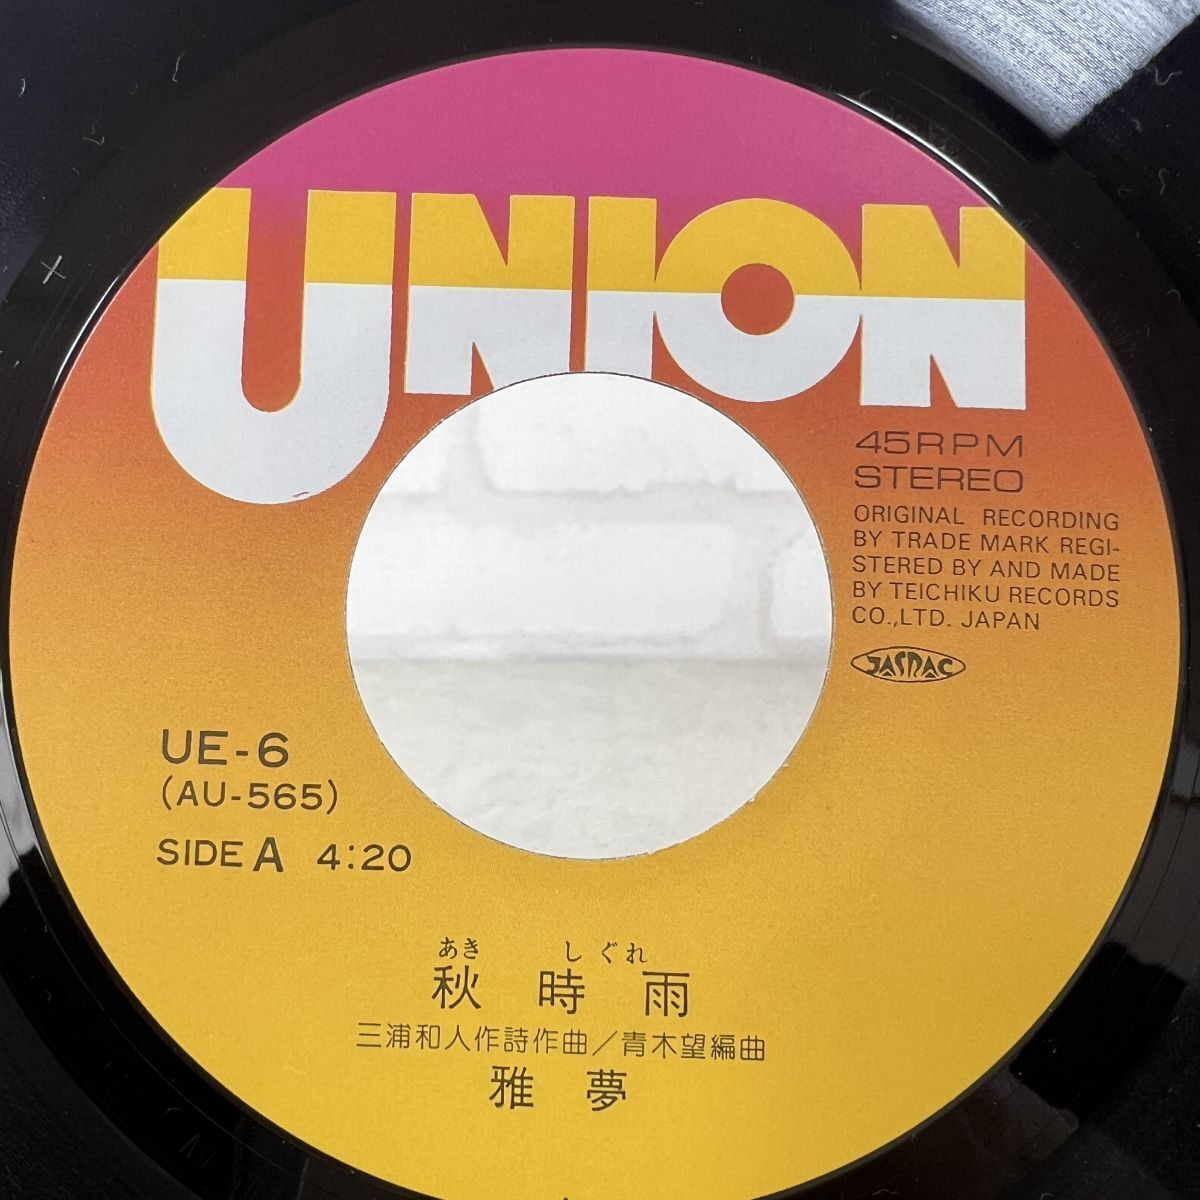 UNION
45RPM
STEREO
ORIGINAL RECORDING
BY TRADE MARK REGI-
STERED BY AND MADE
BY TEICHIKU RECORDS
CO.,LTD. JAPAN
JASRAC
UE-6
(AU-565)
SIDE A 4:20
あき しぐれ
秋時雨
三浦和人作詩作曲／青木望編曲
雅夢